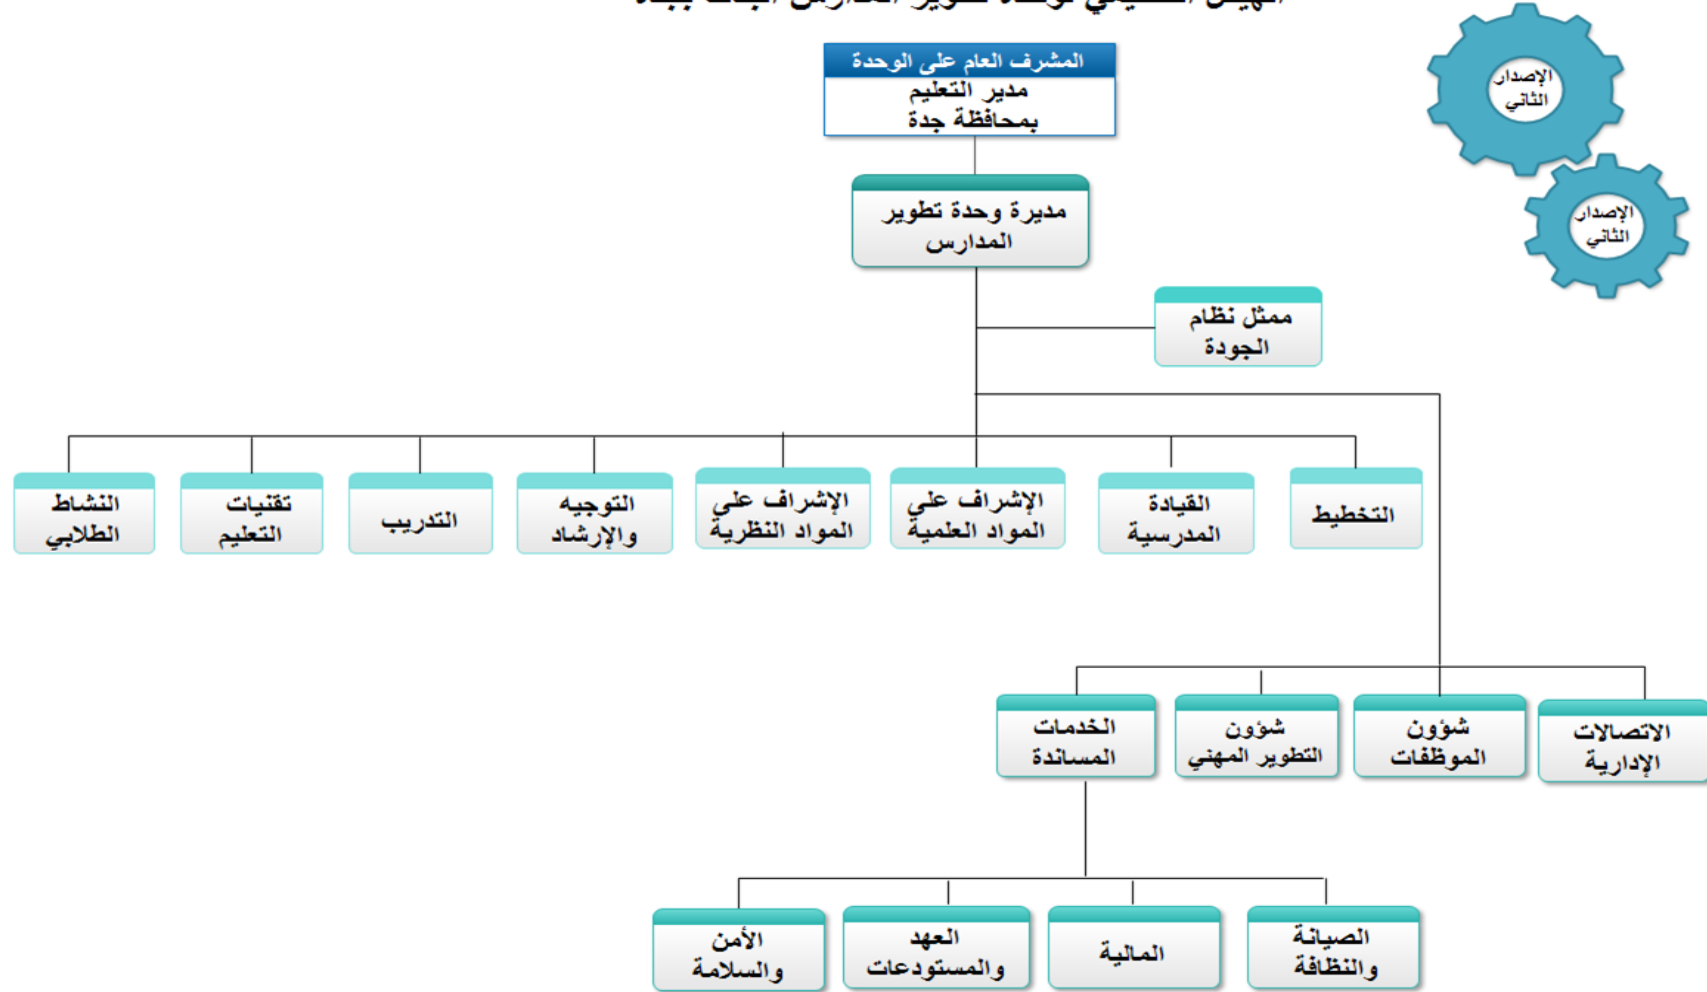 المشرف العام على الوحدة
مدير التعليم
بمحافظة جدة
الإصدار
الثاني
الإصدار
الثاني
مديرة وحدة تطوير
المدارس
ممثل نظام
الجودة
التخطيط
القيادة
المدرسية
الإشراف على
المواد العلمية
الإشراف على
المواد النظرية
التوجيه
والإرشاد
التدريب
تقنيات
التعليم
النشاط
الطلابي
الاتصالات
الإدارية
شؤون
الموظفات
شؤون
التطوير المهني
الخدمات
المساندة
الصيانة
والنظافة
المالية
العهد
والمستودعات
الأمن
والسلامة